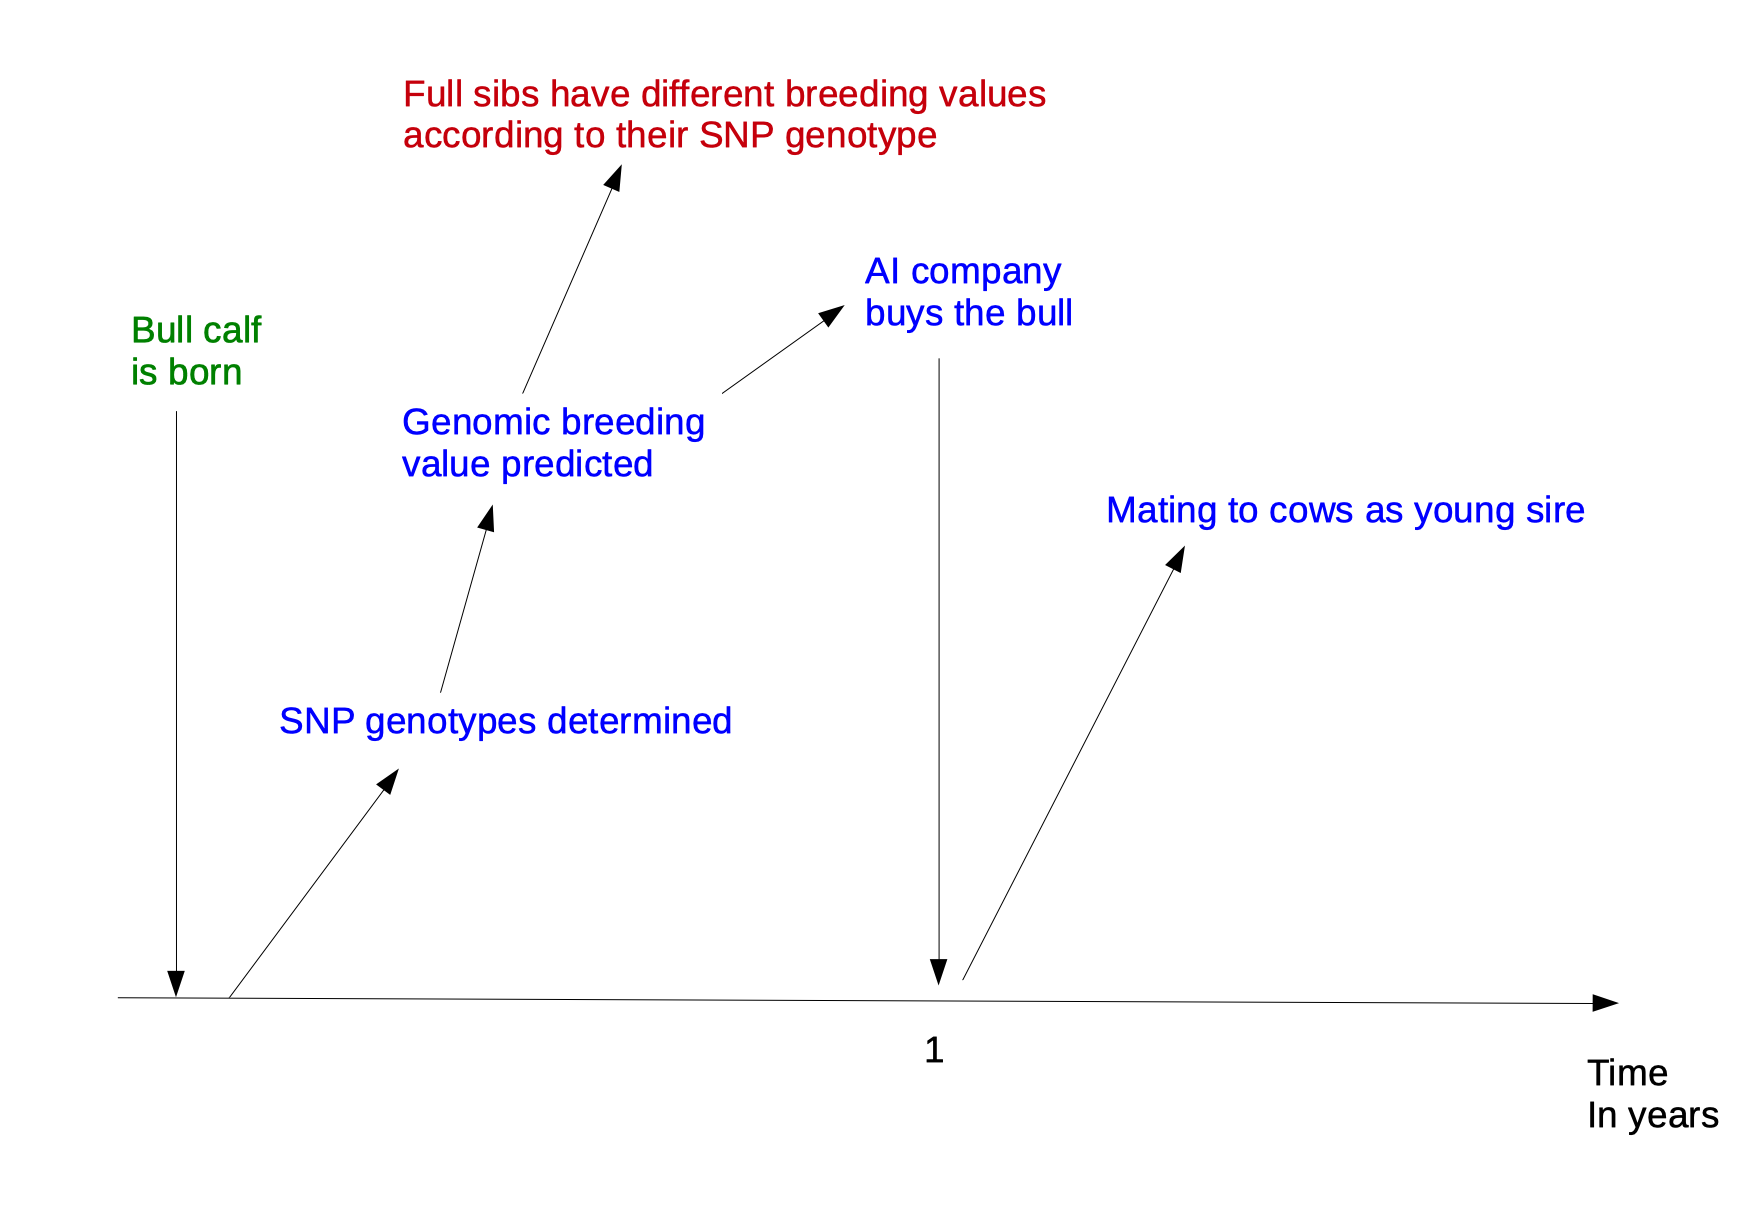 Full sibs have different breeding values
according to their SNP genotype
AI company
buys the bull
Bull calf
is born
Genomic breeding
value predicted
Mating to cows as young sire
SNP genotypes determined
1
Time
In years